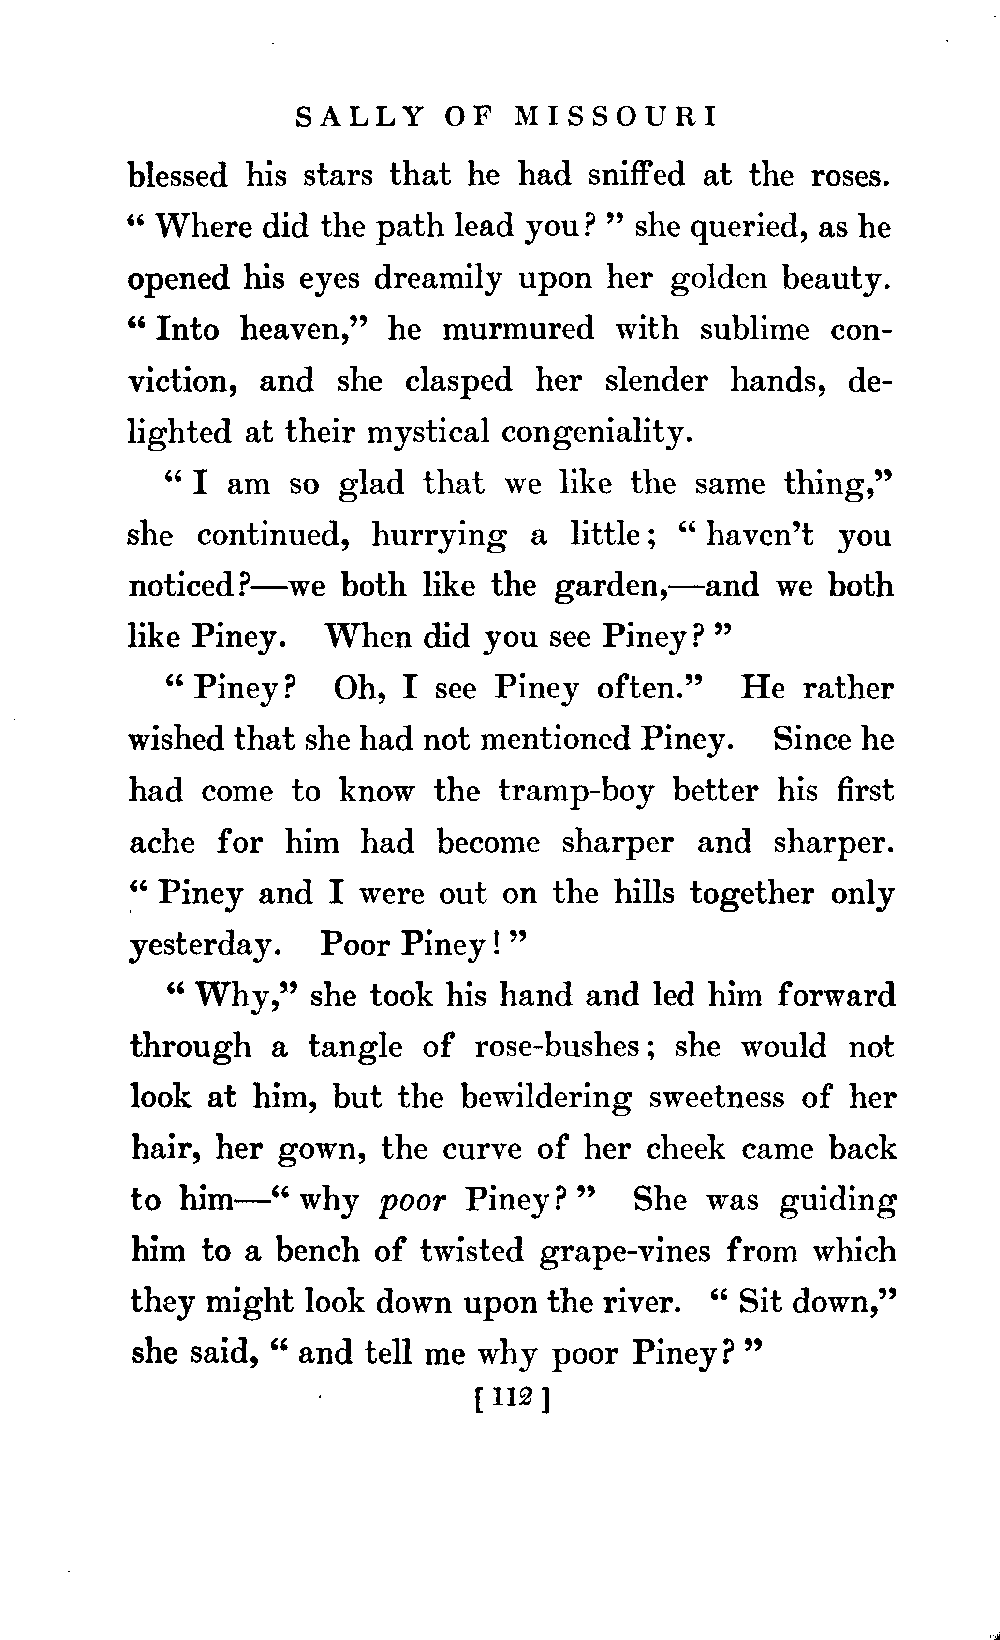 SALLY OF MISSOURI
blessed his stars that he had sniffed at the roses.
“ Where did the path lead you? ” she queried, as he
opened his eyes dreamily upon her golden beauty.
“ Into heaven,” he murmured with sublime con-
viction, and she clasped her slender hands, de-
lighted at their mystical congeniality.
“ I am so glad that we like the same thing,”
she continued, hurrying a little; “ haven’t you
noticed?—we both like the garden,—and we both
like Piney. When did you see Piney? ”
“ Piney? Oh, I see Piney often.” He rather
wished that she had not mentioned Piney. Since he
had come to know the tramp-boy better his first
ache for him had become sharper and sharper.
“ Piney and I were out on the hills together only
yesterday. Poor Piney! ”
“ Why,” she took his hand and led him forward
through a tangle of rose-bushes; she would not
look at him, but the bewildering sweetness of her
hair, her gown, the curve of her cheek came back
to him—“ why poor Piney? ” She was guiding
him to a bench of twisted grape-vines from which
they might look down upon the river. “ Sit down,”
she said, “ and tell me why poor Piney? ”
[ 112 ]